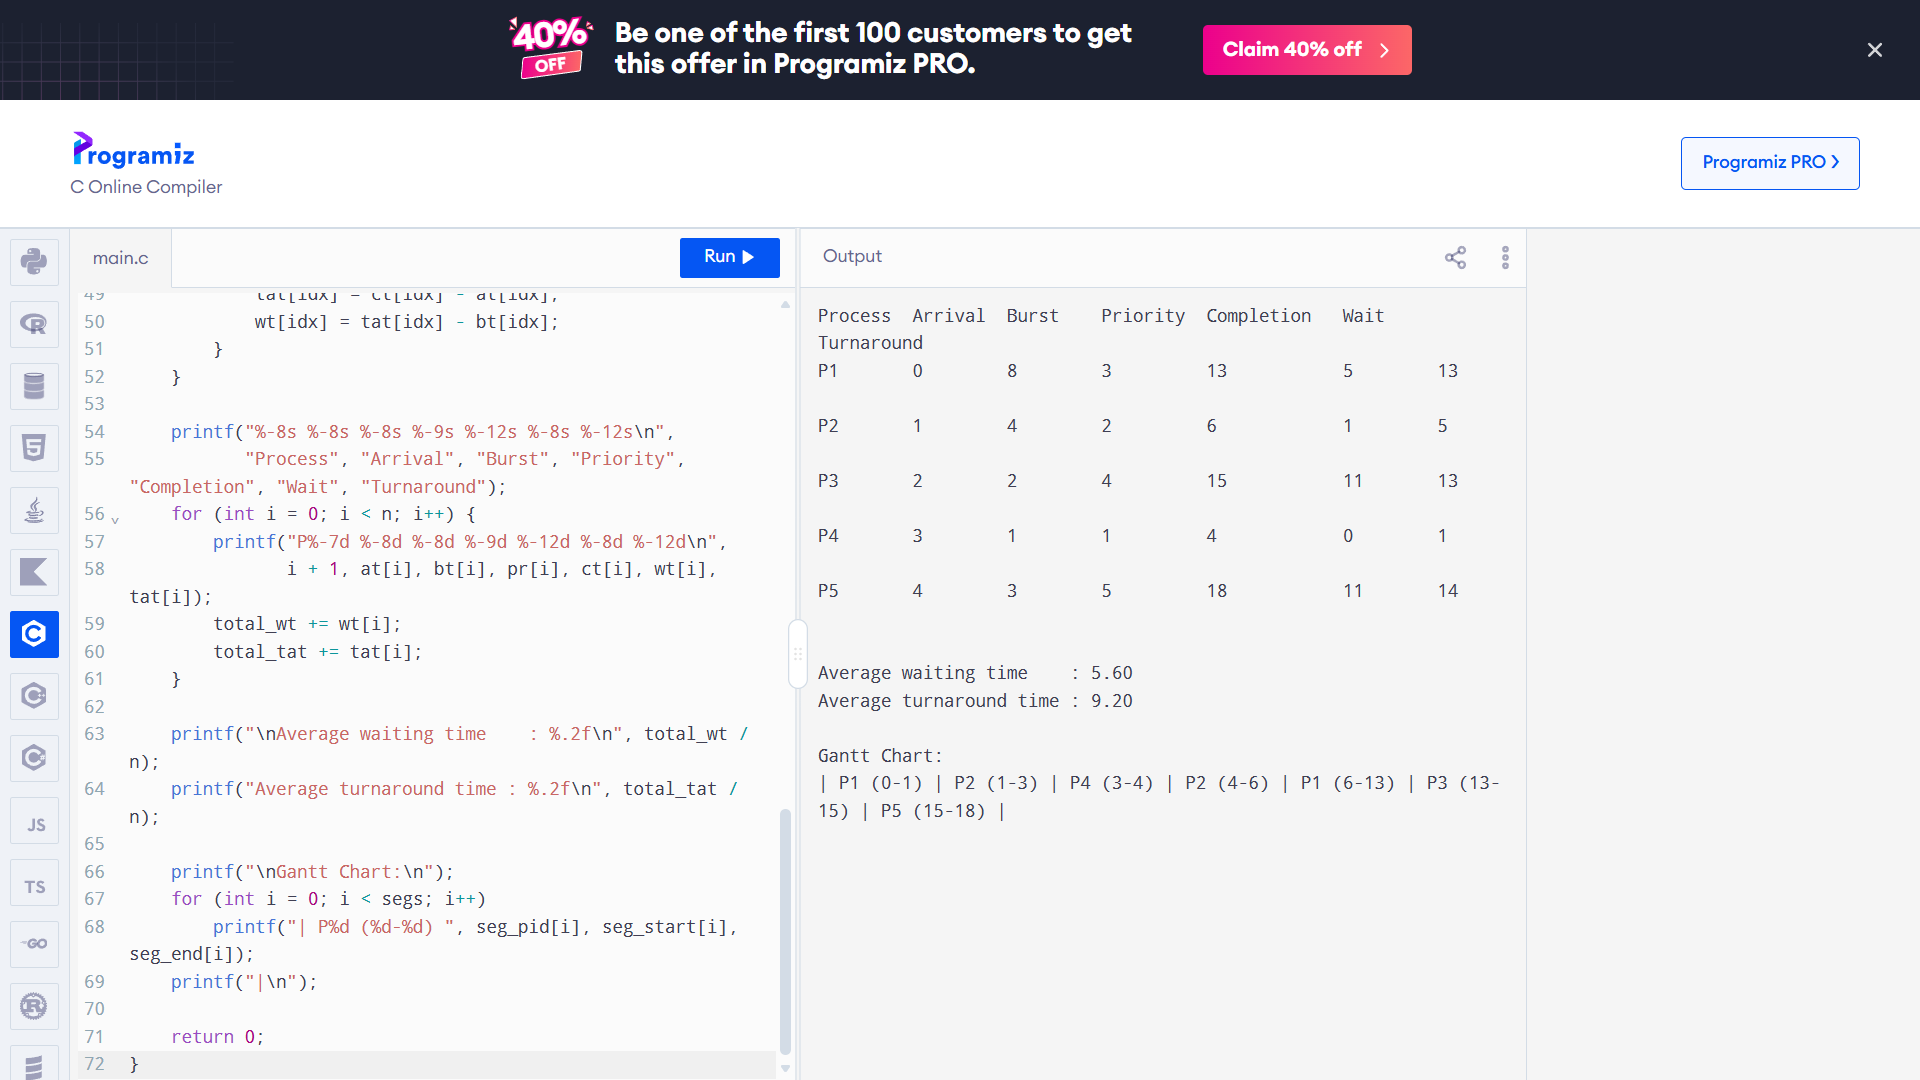 40%
OFF
Be one of the first 100 customers to get
this offer in Programiz PRO.
Claim 40% off
Programiz
C Online Compiler
Programiz PRO
main.c
Run
Output
JS
TS
GO
49            tat[idx] = ct[idx] - at[idx];
50            wt[idx] = tat[idx] - bt[idx];
51        }
52    }
53
54    printf("%-8s %-8s %-8s %-9s %-12s %-8s %-12s\n",
55           "Process", "Arrival", "Burst", "Priority",
"Completion", "Wait", "Turnaround");
56    for (int i = 0; i < n; i++) {
57        printf("P%-7d %-8d %-8d %-9d %-12d %-8d %-12d\n",
58               i + 1, at[i], bt[i], pr[i], ct[i], wt[i],
tat[i]);
59        total_wt += wt[i];
60        total_tat += tat[i];
61    }
62
63    printf("\nAverage waiting time    : %.2f\n", total_wt /
n);
64    printf("Average turnaround time : %.2f\n", total_tat /
n);
65
66    printf("\nGantt Chart:\n");
67    for (int i = 0; i < segs; i++)
68        printf("| P%d (%d-%d) ", seg_pid[i], seg_start[i],
seg_end[i]);
69    printf("|\n");
70
71    return 0;
72 }
Process  Arrival  Burst    Priority  Completion   Wait
Turnaround
P1       0        8        3         13           5        13
P2       1        4        2         6            1        5
P3       2        2        4         15           11       13
P4       3        1        1         4            0        1
P5       4        3        5         18           11       14
Average waiting time    : 5.60
Average turnaround time : 9.20
Gantt Chart:
| P1 (0-1) | P2 (1-3) | P4 (3-4) | P2 (4-6) | P1 (6-13) | P3 (13-
15) | P5 (15-18) |